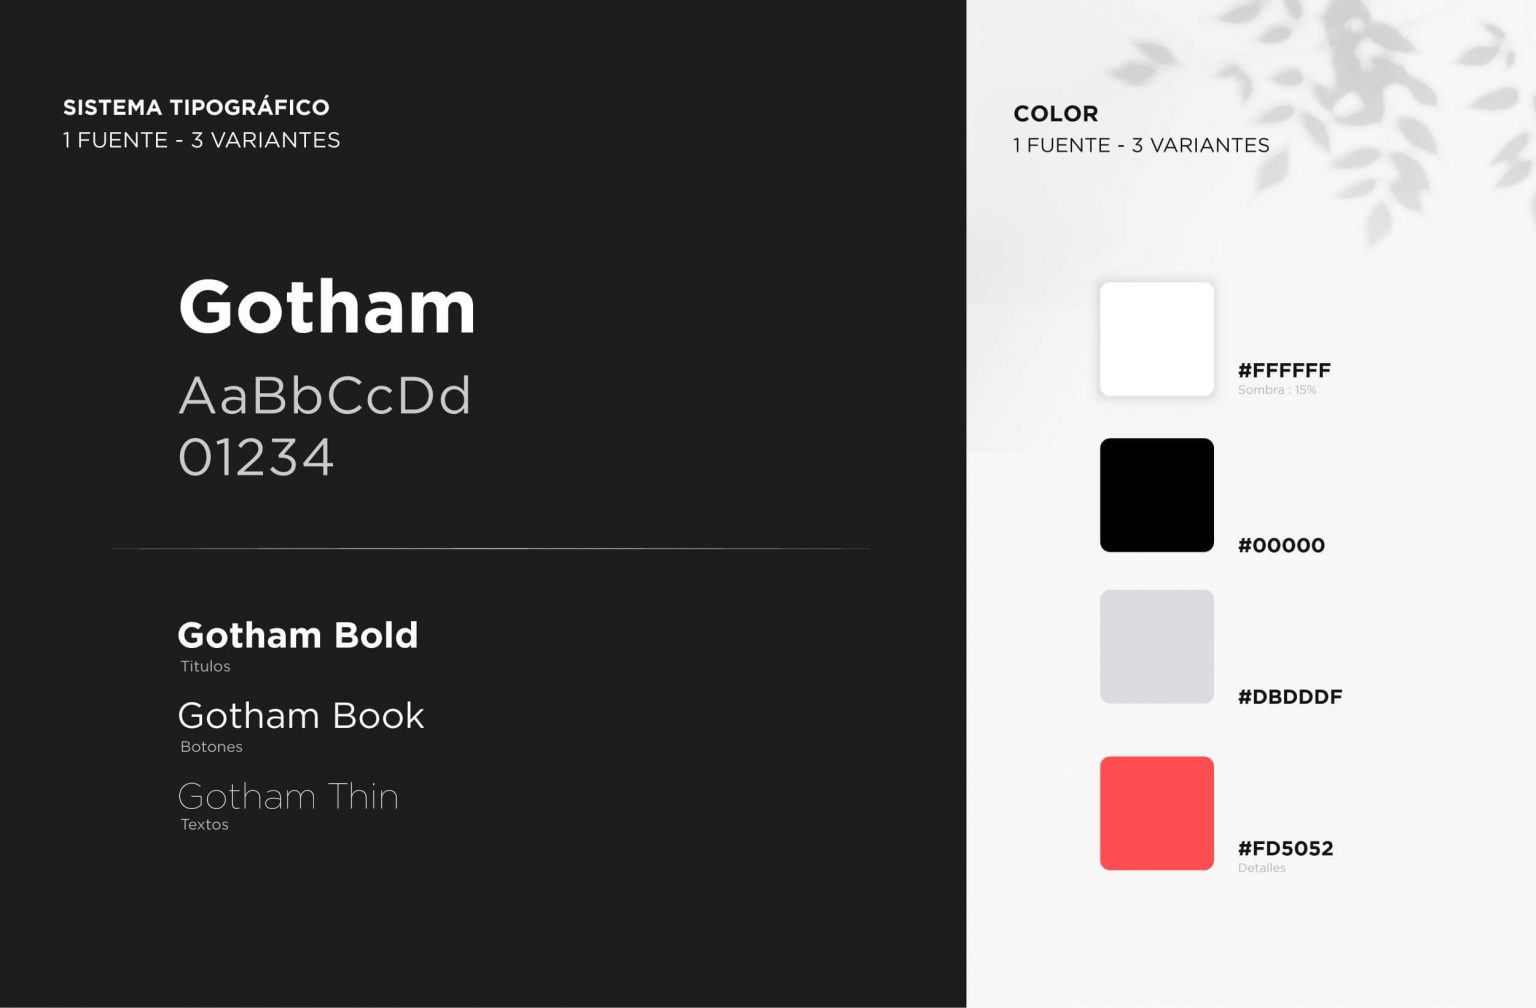 SISTEMA TIPOGRÁFICO
1 FUENTE - 3 VARIANTES
Gotham
AaBbCcDd
01234
Gotham Bold
Titulos
Gotham Book
Botones
Gotham Thin
Textos
COLOR
1 FUENTE - 3 VARIANTES
#FFFFFF
Sombra : 15%
#00000
#DBDDDF
#FD5052
Detalles